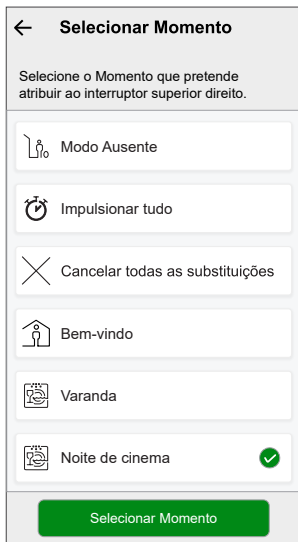 Selecionar Momento
Selecione o Momento que pretende
atribuir ao interruptor superior direito.
Modo Ausente
Impulsionar tudo
Cancelar todas as substituições
Bem-vindo
Varanda
Noite de cinema
Selecionar Momento